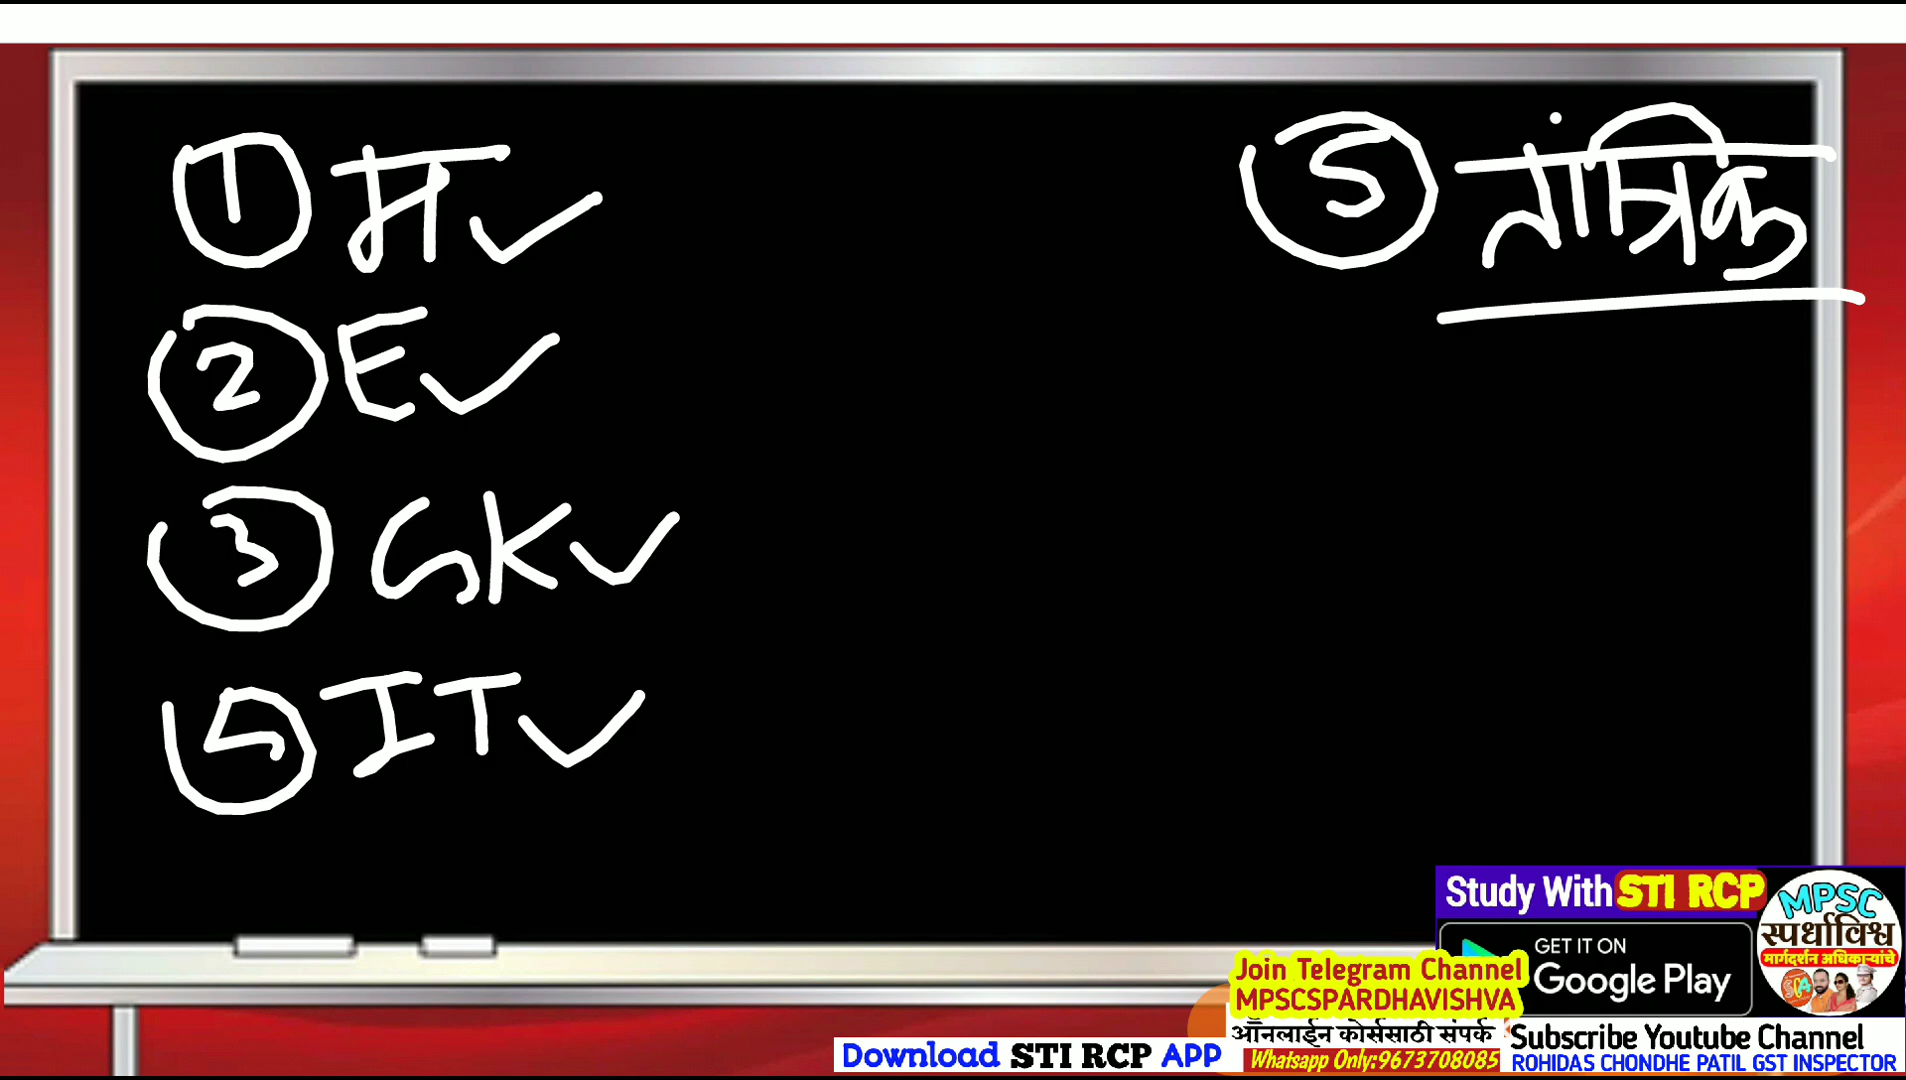 1 म
5 तांत्रिक
2 E
3 GK
4 IT
Study With STI RCP
MPSC
स्पर्धाविश्व
मार्गदर्शन अधिकाऱ्यांचे
GET IT ON
Google Play
Join Telegram Channel
MPSCSPARDHAVISHVA
ऑनलाईन कोर्ससाठी संपर्क
Whatsapp Only:9673708085
Download STI RCP APP
Subscribe Youtube Channel
ROHIDAS CHONDHE PATIL GST INSPECTOR